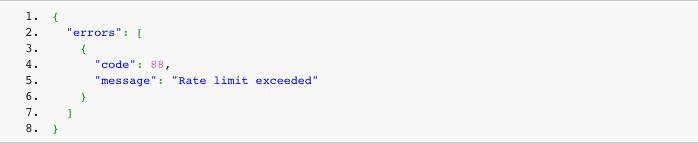 1. {
2.   "errors": [
3.     {
4.       "code": 88,
5.       "message": "Rate limit exceeded"
6.     }
7.   ]
8. }